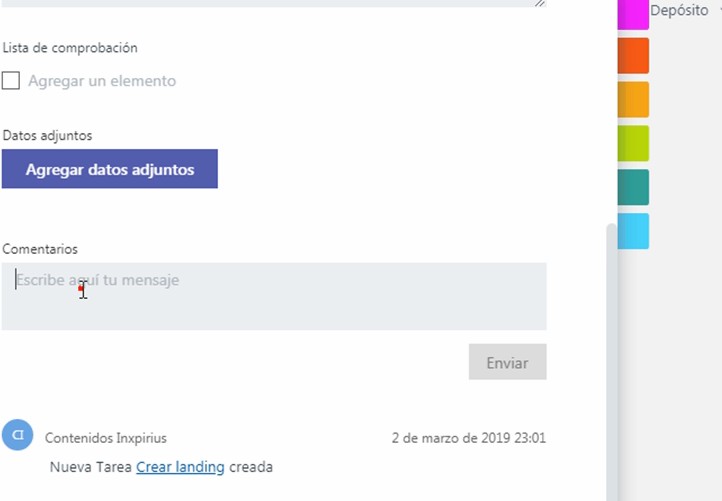 Depósito
Lista de comprobación
Agregar un elemento
Datos adjuntos
Agregar datos adjuntos
Comentarios
Escribe aquí tu mensaje
Enviar
CI
Contenidos Inxpirius
2 de marzo de 2019 23:01
Nueva Tarea Crear landing creada